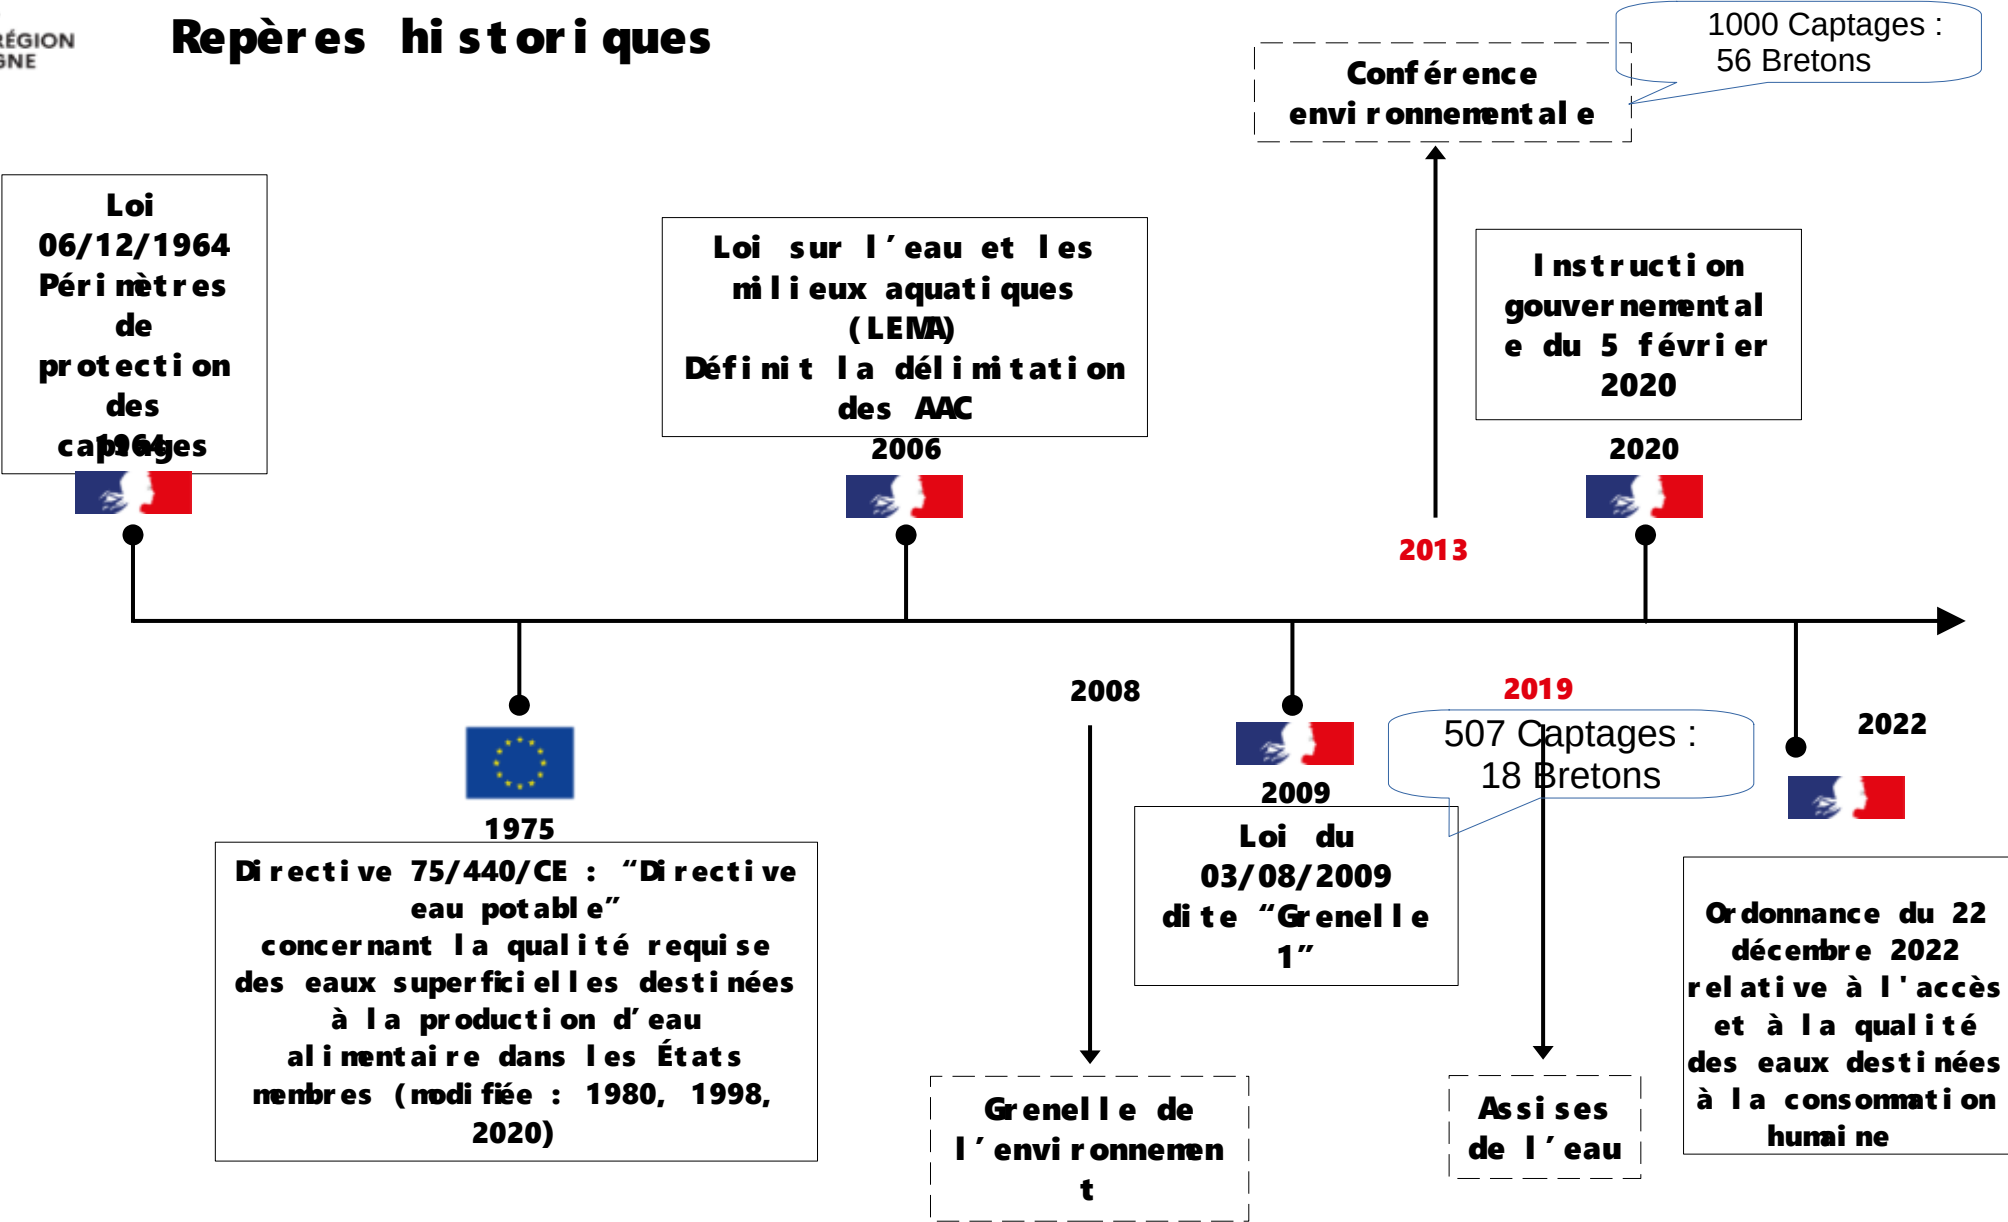 RÉGION
GNE
Repères historiques
1000 Captages :
56 Bretons
Conférence
environnementale
Loi
06/12/1964
Périmètres
de
protection
des
captages
1964
Loi sur l’eau et les
milieux aquatiques
(LEMA)
Définit la délimitation
des AAC
2006
Instruction
gouvernemental
e du 5 février
2020
2020
2013
2008
2019
2022
507 Captages :
18 Bretons
1975
Directive 75/440/CE : “Directive
eau potable”
concernant la qualité requise
des eaux superficielles destinées
à la production d’eau
alimentaire dans les États
membres (modifiée : 1980, 1998,
2020)
2009
Loi du
03/08/2009
dite “Grenelle
1”
Grenelle de
l’environnemen
t
Assises
de l’eau
Ordonnance du 22
décembre 2022
relative à l'accès
et à la qualité
des eaux destinées
à la consommation
humaine